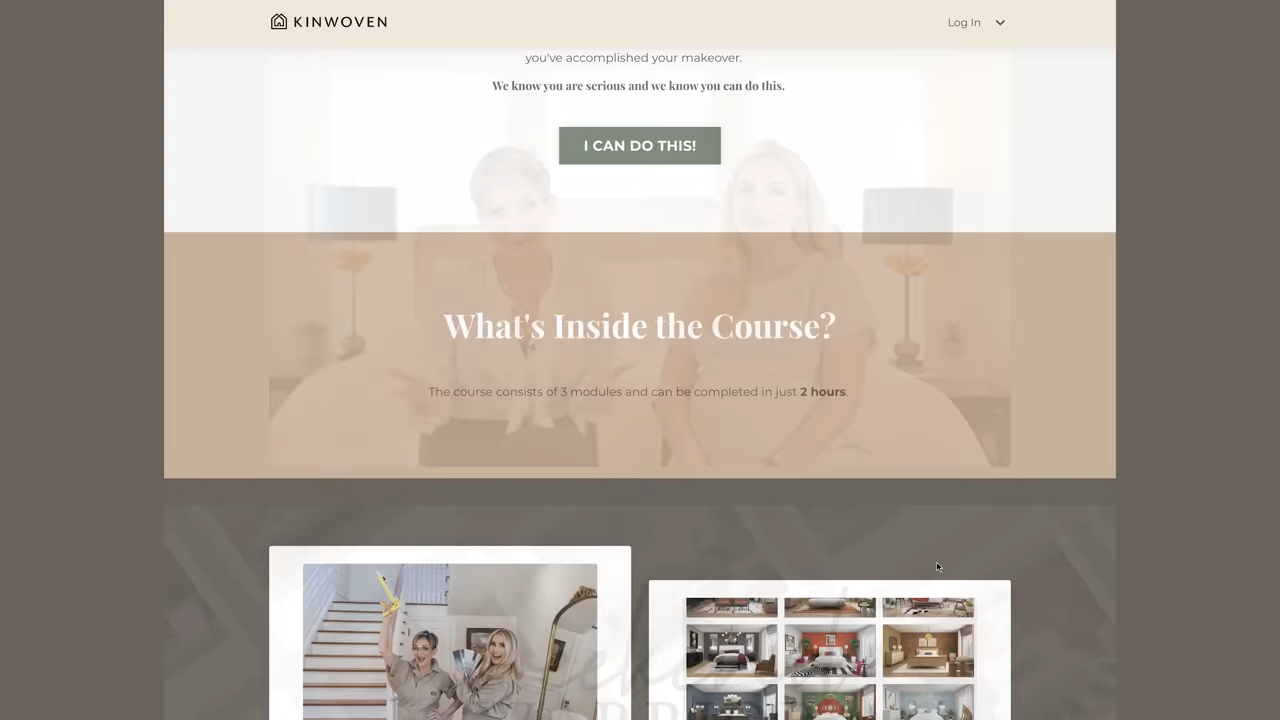 KINWOVEN
Log In
you've accomplished your makeover.
We know you are serious and we know you can do this.
I CAN DO THIS!
What's Inside the Course?
The course consists of 3 modules and can be completed in just 2 hours.